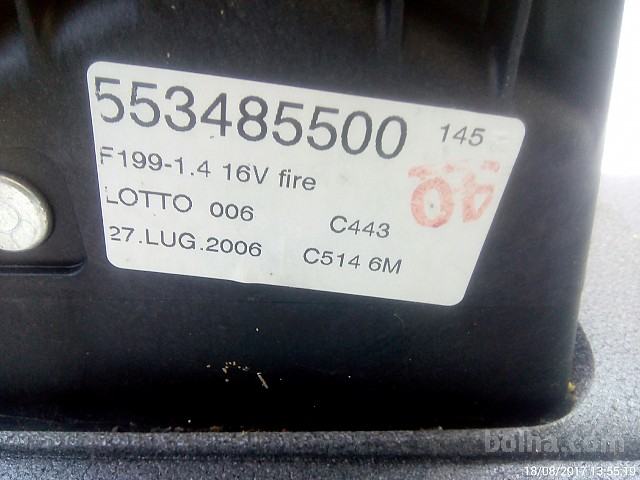 553485500 145
F199-1.4 16V fire
LOTTO 006 C443
27.LUG.2006 C514 6M
bolha.com
18/08/2017 13:55:19